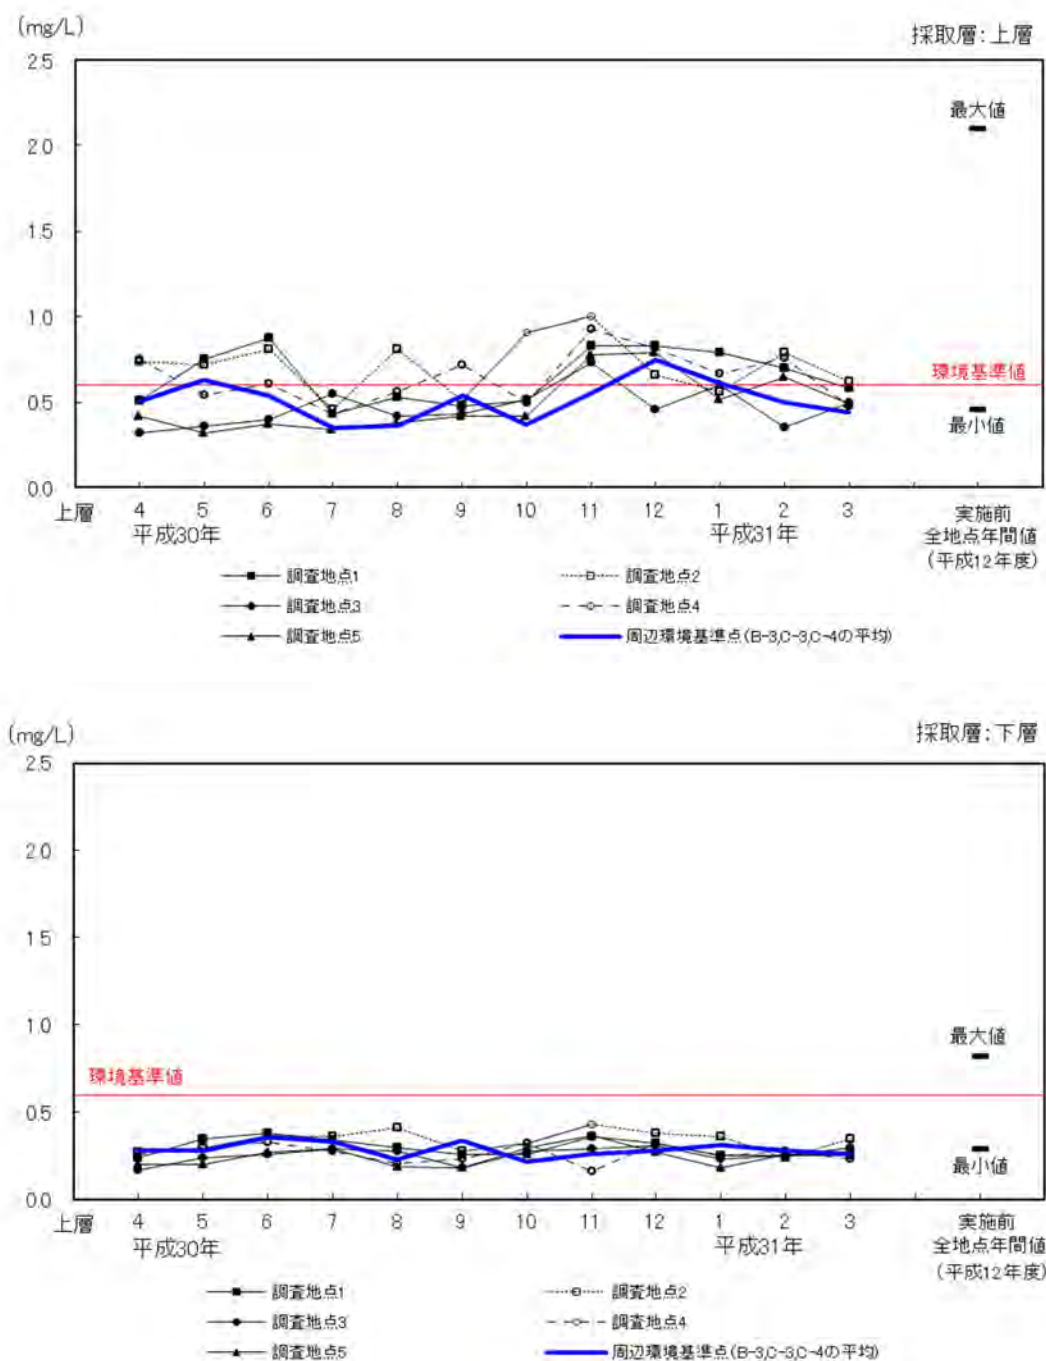 (mg/L)
採取層:上層
2.5
最大値
2.0
1.5
1.0
環境基準値
0.5
最小値
0.0
上層 4 5 6 7 8 9 10 11 12 1 2 3 実施前
平成30年 平成31年 全地点年間値
(平成12年度)
調査地点1 調査地点2
調査地点3 調査地点4
調査地点5 周辺環境基準点(B-3,C-3,C-4の平均)
(mg/L)
採取層:下層
2.5
2.0
1.5
1.0
最大値
環境基準値
0.5
最小値
0.0
上層 4 5 6 7 8 9 10 11 12 1 2 3 実施前
平成30年 平成31年 全地点年間値
(平成12年度)
調査地点1 調査地点2
調査地点3 調査地点4
調査地点5 周辺環境基準点(B-3,C-3,C-4の平均)